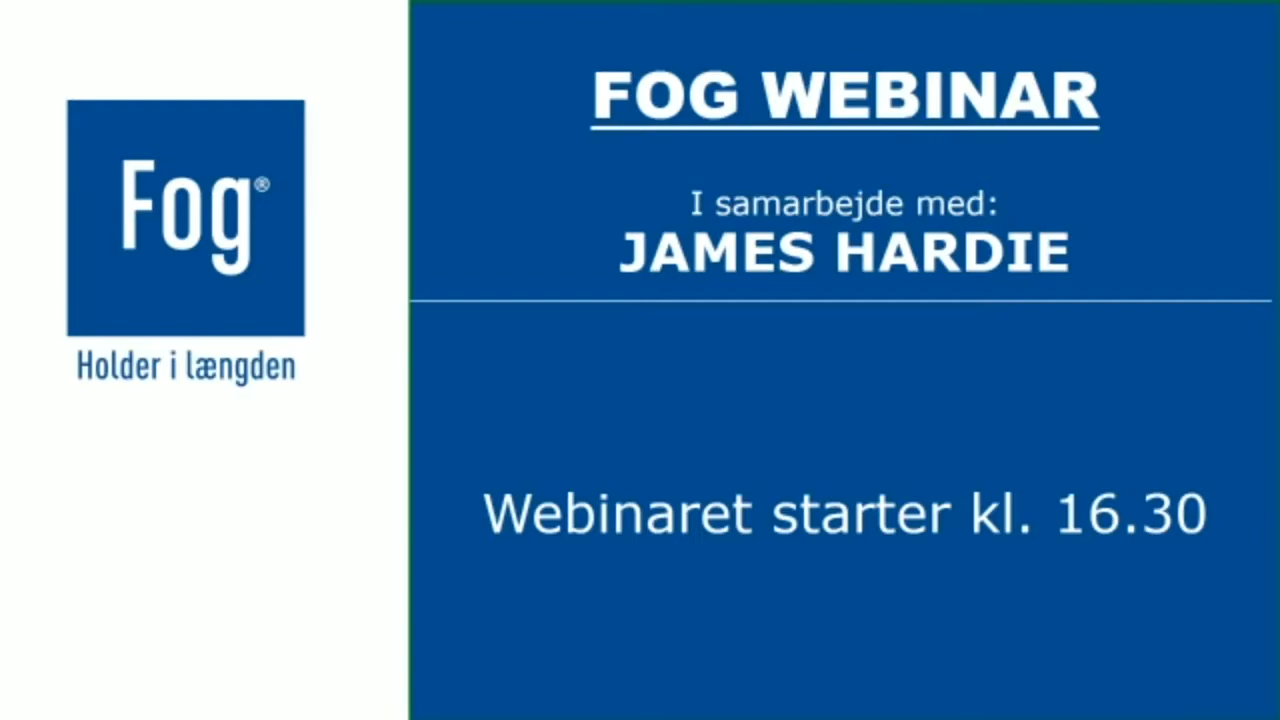 Fog®
Holder i længden
FOG WEBINAR
I samarbejde med:
JAMES HARDIE
Webinaret starter kl. 16.30